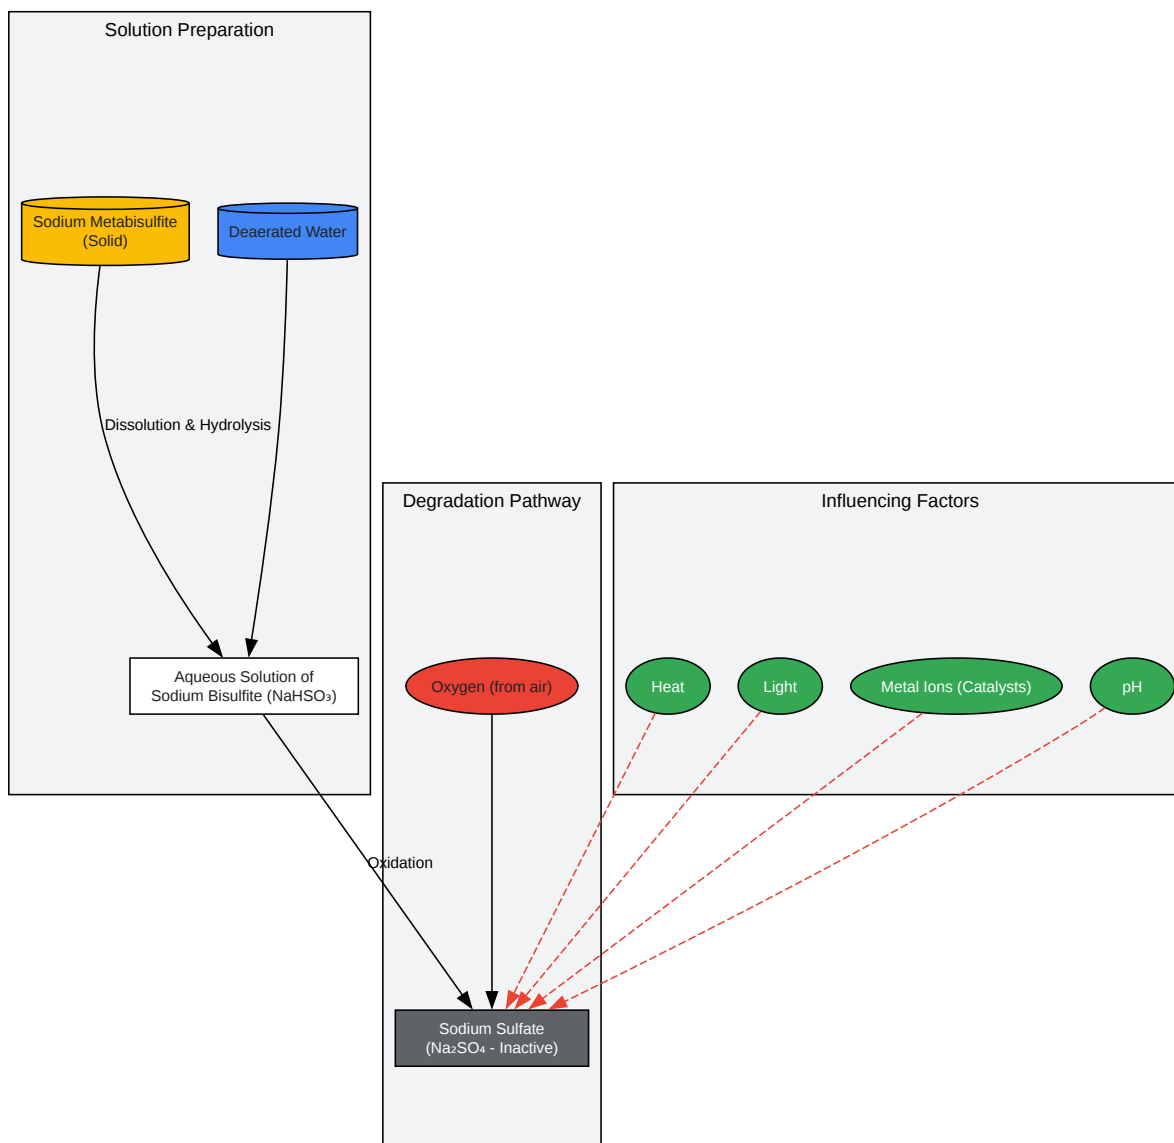 Solution Preparation
Sodium Metabisulfite
(Solid)
Deaerated Water
Dissolution & Hydrolysis
Aqueous Solution of
Sodium Bisulfite (NaHSO₃)
Degradation Pathway
Oxygen (from air)
Oxidation
Sodium Sulfate
(Na₂SO₄ - Inactive)
Influencing Factors
Heat
Light
Metal Ions (Catalysts)
pH